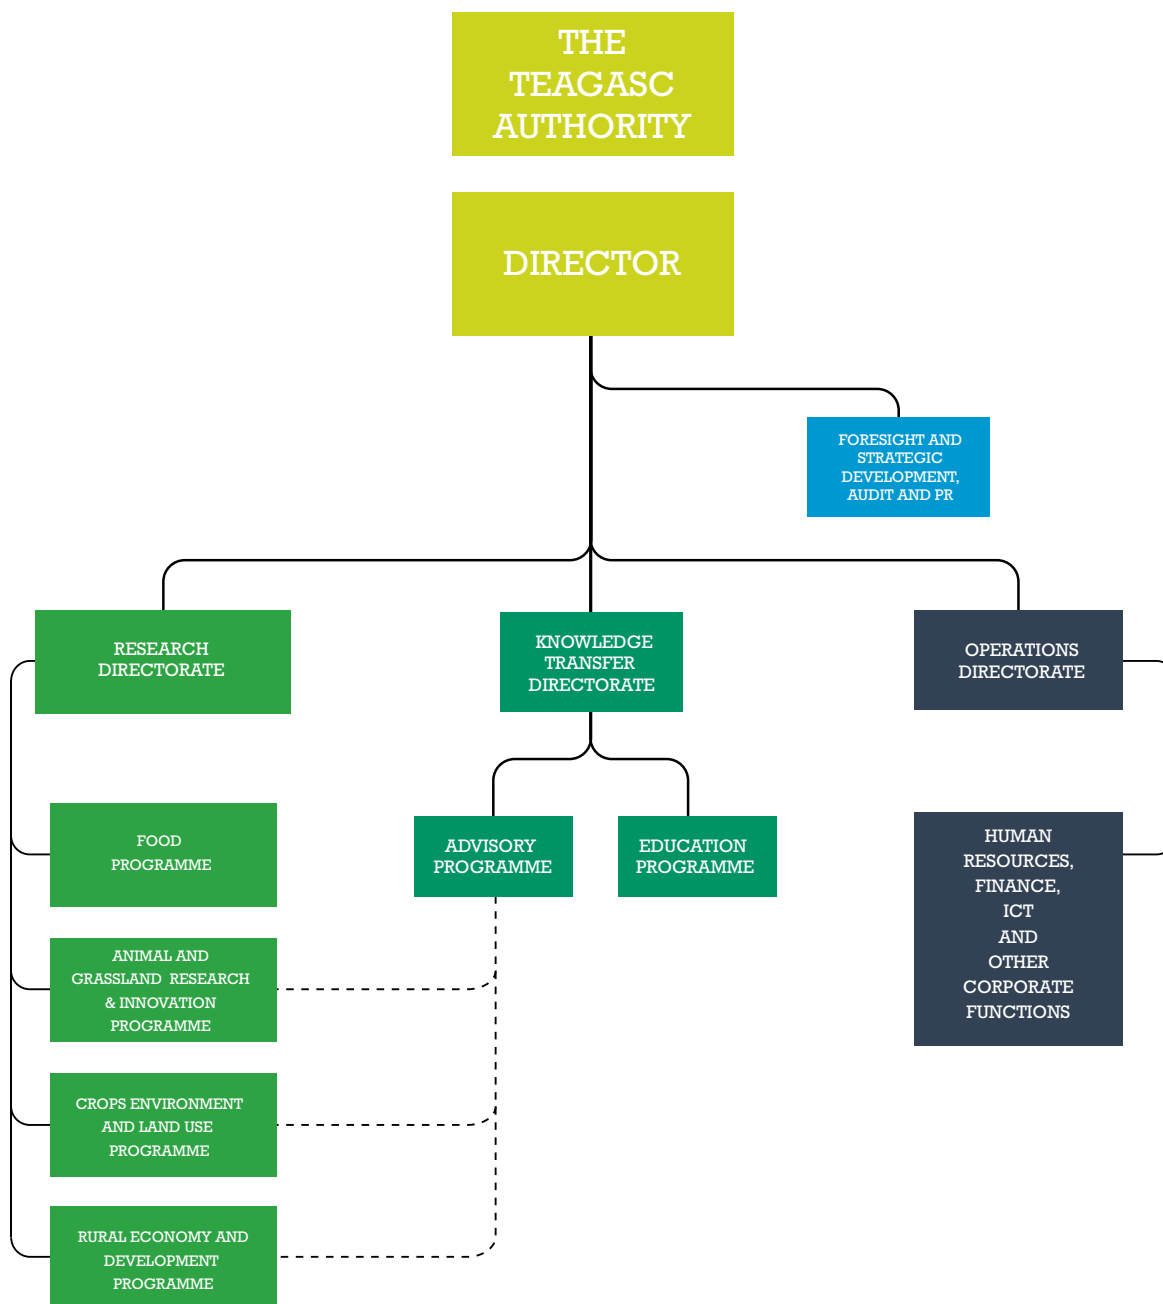 THE
TEAGASC
AUTHORITY
DIRECTOR
FORESIGHT AND
STRATEGIC
DEVELOPMENT,
AUDIT AND PR
RESEARCH
DIRECTORATE
KNOWLEDGE
TRANSFER
DIRECTORATE
OPERATIONS
DIRECTORATE
FOOD
PROGRAMME
ADVISORY
PROGRAMME
EDUCATION
PROGRAMME
HUMAN
RESOURCES,
FINANCE,
ICT
AND
OTHER
CORPORATE
FUNCTIONS
ANIMAL AND
GRASSLAND RESEARCH
& INNOVATION
PROGRAMME
CROPS ENVIRONMENT
AND LAND USE
PROGRAMME
RURAL ECONOMY AND
DEVELOPMENT
PROGRAMME